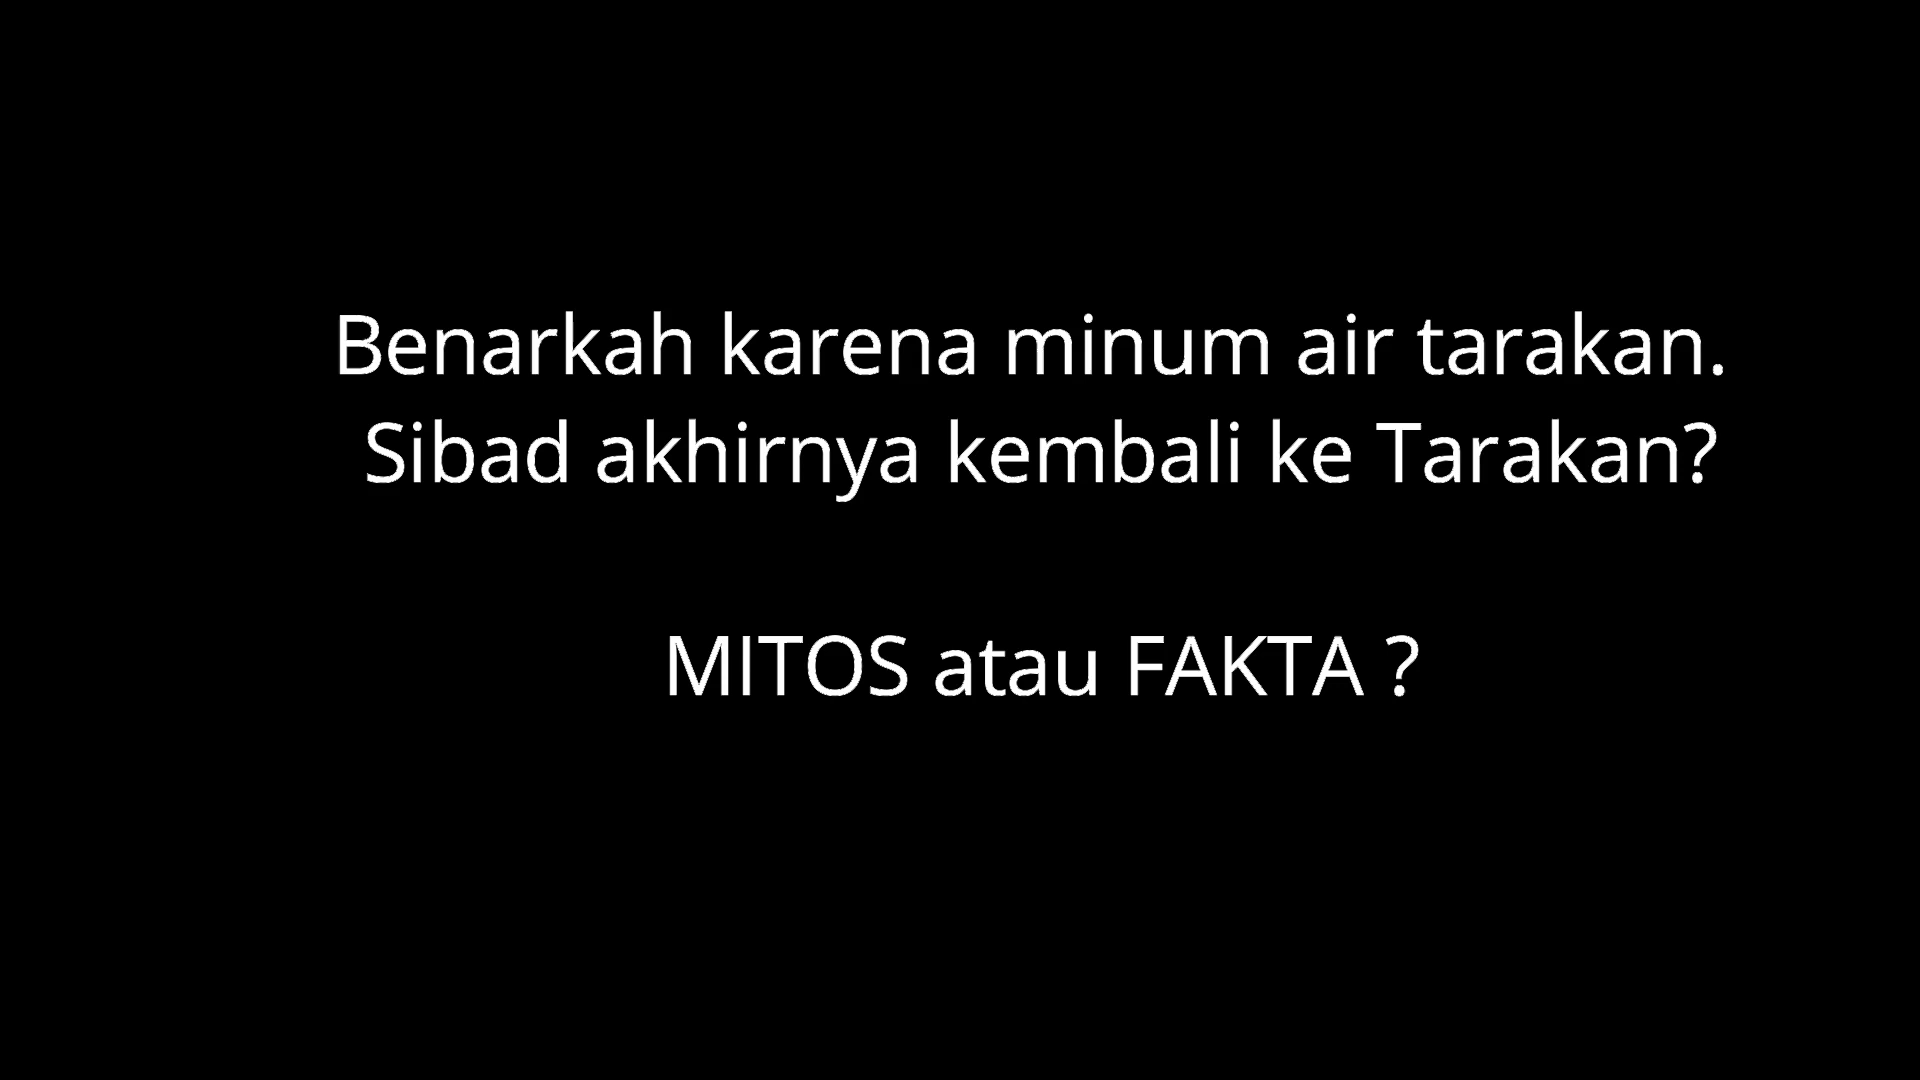 Benarkah karena minum air tarakan.
Sibad akhirnya kembali ke Tarakan?
MITOS atau FAKTA ?